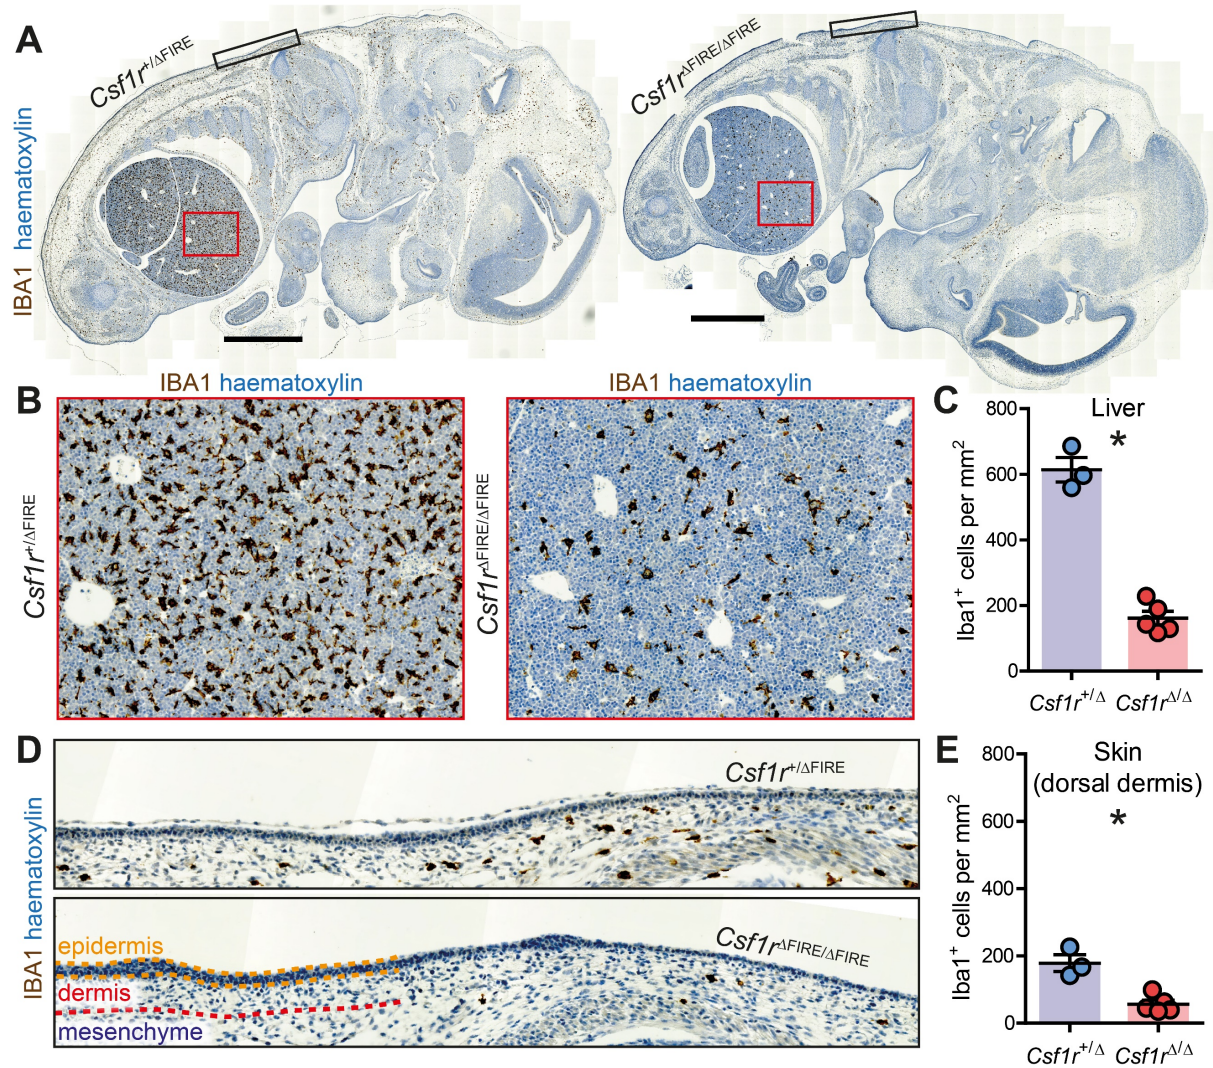 A
Csf1r+/ΔFIRE
Csf1rΔFIRE/ΔFIRE
IBA1 haematoxylin
B
IBA1 haematoxylin
IBA1 haematoxylin
Csf1r+/ΔFIRE
Csf1rΔFIRE/ΔFIRE
C
Liver
*
Iba1+ cells per mm2
800
600
400
200
0
Csf1r+/Δ
Csf1rΔ/Δ
D
IBA1 haematoxylin
Csf1r+/ΔFIRE
Csf1rΔFIRE/ΔFIRE
epidermis
dermis
mesenchyme
E
Skin
(dorsal dermis)
*
Iba1+ cells per mm2
800
600
400
200
0
Csf1r+/Δ
Csf1rΔ/Δ